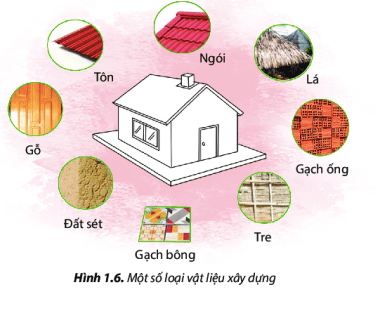 Ngói
Tôn
Lá
Gỗ
Gạch ống
Đất sét
Tre
Gạch bông
Hình 1.6. Một số loại vật liệu xây dựng